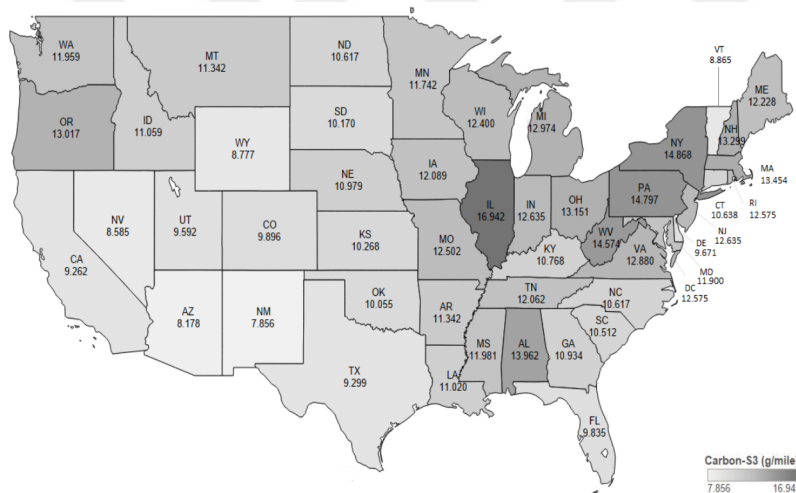 WA
11.959
MT
11.342
ND
10.617
MN
11.742
VT
8.865
ME
12.228
OR
13.017
ID
11.059
WY
8.777
SD
10.170
WI
12.400
MI
12.974
NY
14.868
NH
13.299
MA
13.454
RI
12.575
CT
10.638
NJ
12.635
DE
9.671
MD
11.900
DC
12.575
NV
8.585
UT
9.592
CO
9.896
NE
10.979
IA
12.089
IL
16.942
IN
12.635
OH
13.151
PA
14.797
WV
14.574
VA
12.880
CA
9.262
KS
10.268
MO
12.502
KY
10.768
AZ
8.178
NM
7.856
OK
10.055
AR
11.342
TN
12.062
NC
10.617
SC
10.512
TX
9.299
LA
11.020
MS
11.981
AL
13.962
GA
10.934
FL
9.835
Carbon-S3 (g/mile
7.856 16.94